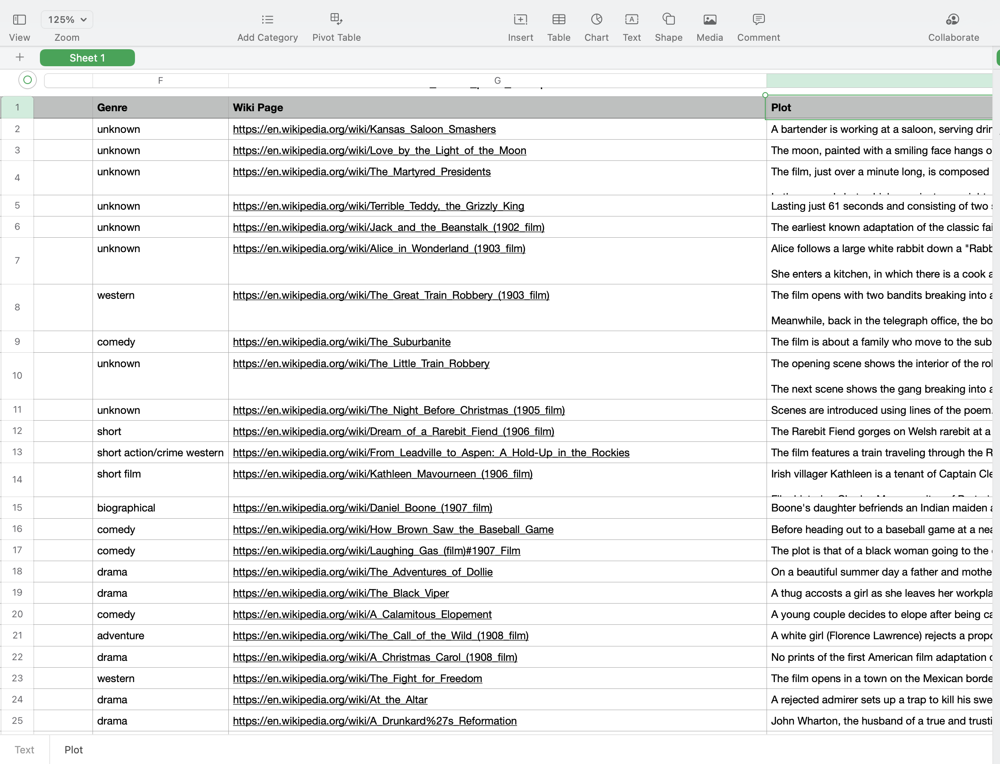 125%
View Zoom Add Category Pivot Table Insert Table Chart Text Shape Media Comment Collaborate
Sheet 1
F G
1 Genre Wiki Page Plot
2 unknown https://en.wikipedia.org/wiki/Kansas_Saloon_Smashers A bartender is working at a saloon, serving
3 unknown https://en.wikipedia.org/wiki/Love_by_the_Light_of_the_Moon The moon, painted with a smiling face hangs
4 unknown https://en.wikipedia.org/wiki/The_Martyred_Presidents The film, just over a minute long, is composed
5 unknown https://en.wikipedia.org/wiki/Terrible_Teddy,_the_Grizzly_King Lasting just 61 seconds and consisting of two
6 unknown https://en.wikipedia.org/wiki/Jack_and_the_Beanstalk_(1902_film) The earliest known adaptation of the classic
7 unknown https://en.wikipedia.org/wiki/Alice_in_Wonderland_(1903_film) Alice follows a large white rabbit down a "Rabb
She enters a kitchen, in which there is a cook
8 western https://en.wikipedia.org/wiki/The_Great_Train_Robbery_(1903_film) The film opens with two bandits breaking into
Meanwhile, back in the telegraph office, the bo
9 comedy https://en.wikipedia.org/wiki/The_Suburbanite The film is about a family who move to the sub
10 unknown https://en.wikipedia.org/wiki/The_Little_Train_Robbery The opening scene shows the interior of the
The next scene shows the gang breaking into
11 unknown https://en.wikipedia.org/wiki/The_Night_Before_Christmas_(1905_film) Scenes are introduced using lines of the poem.
12 short https://en.wikipedia.org/wiki/Dream_of_a_Rarebit_Fiend_(1906_film) The Rarebit Fiend gorges on Welsh rarebit at a
13 short action/crime western https://en.wikipedia.org/wiki/From_Leadville_to_Aspen:_A_Hold-Up_in_the_Rockies The film features a train traveling through the R
14 short film https://en.wikipedia.org/wiki/Kathleen_Mavourneen_(1906_film) Irish villager Kathleen is a tenant of Captain Cle
15 biographical https://en.wikipedia.org/wiki/Daniel_Boone_(1907_film) Boone's daughter befriends an Indian maiden
16 comedy https://en.wikipedia.org/wiki/How_Brown_Saw_the_Baseball_Game Before heading out to a baseball game at a nea
17 comedy https://en.wikipedia.org/wiki/Laughing_Gas_(film)#1907_Film The plot is that of a black woman going to the
18 drama https://en.wikipedia.org/wiki/The_Adventures_of_Dollie On a beautiful summer day a father and mothe
19 drama https://en.wikipedia.org/wiki/The_Black_Viper A thug accosts a girl as she leaves her workpla
20 comedy https://en.wikipedia.org/wiki/A_Calamitous_Elopement A young couple decides to elope after being ca
21 adventure https://en.wikipedia.org/wiki/The_Call_of_the_Wild_(1908_film) A white girl (Florence Lawrence) rejects a propo
22 drama https://en.wikipedia.org/wiki/A_Christmas_Carol_(1908_film) No prints of the first American film adaptation
23 western https://en.wikipedia.org/wiki/The_Fight_for_Freedom The film opens in a town on the Mexican borde
24 drama https://en.wikipedia.org/wiki/At_the_Altar A rejected admirer sets up a trap to kill his swe
25 drama https://en.wikipedia.org/wiki/A_Drunkard%27s_Reformation John Wharton, the husband of a true and trusti
Text Plot